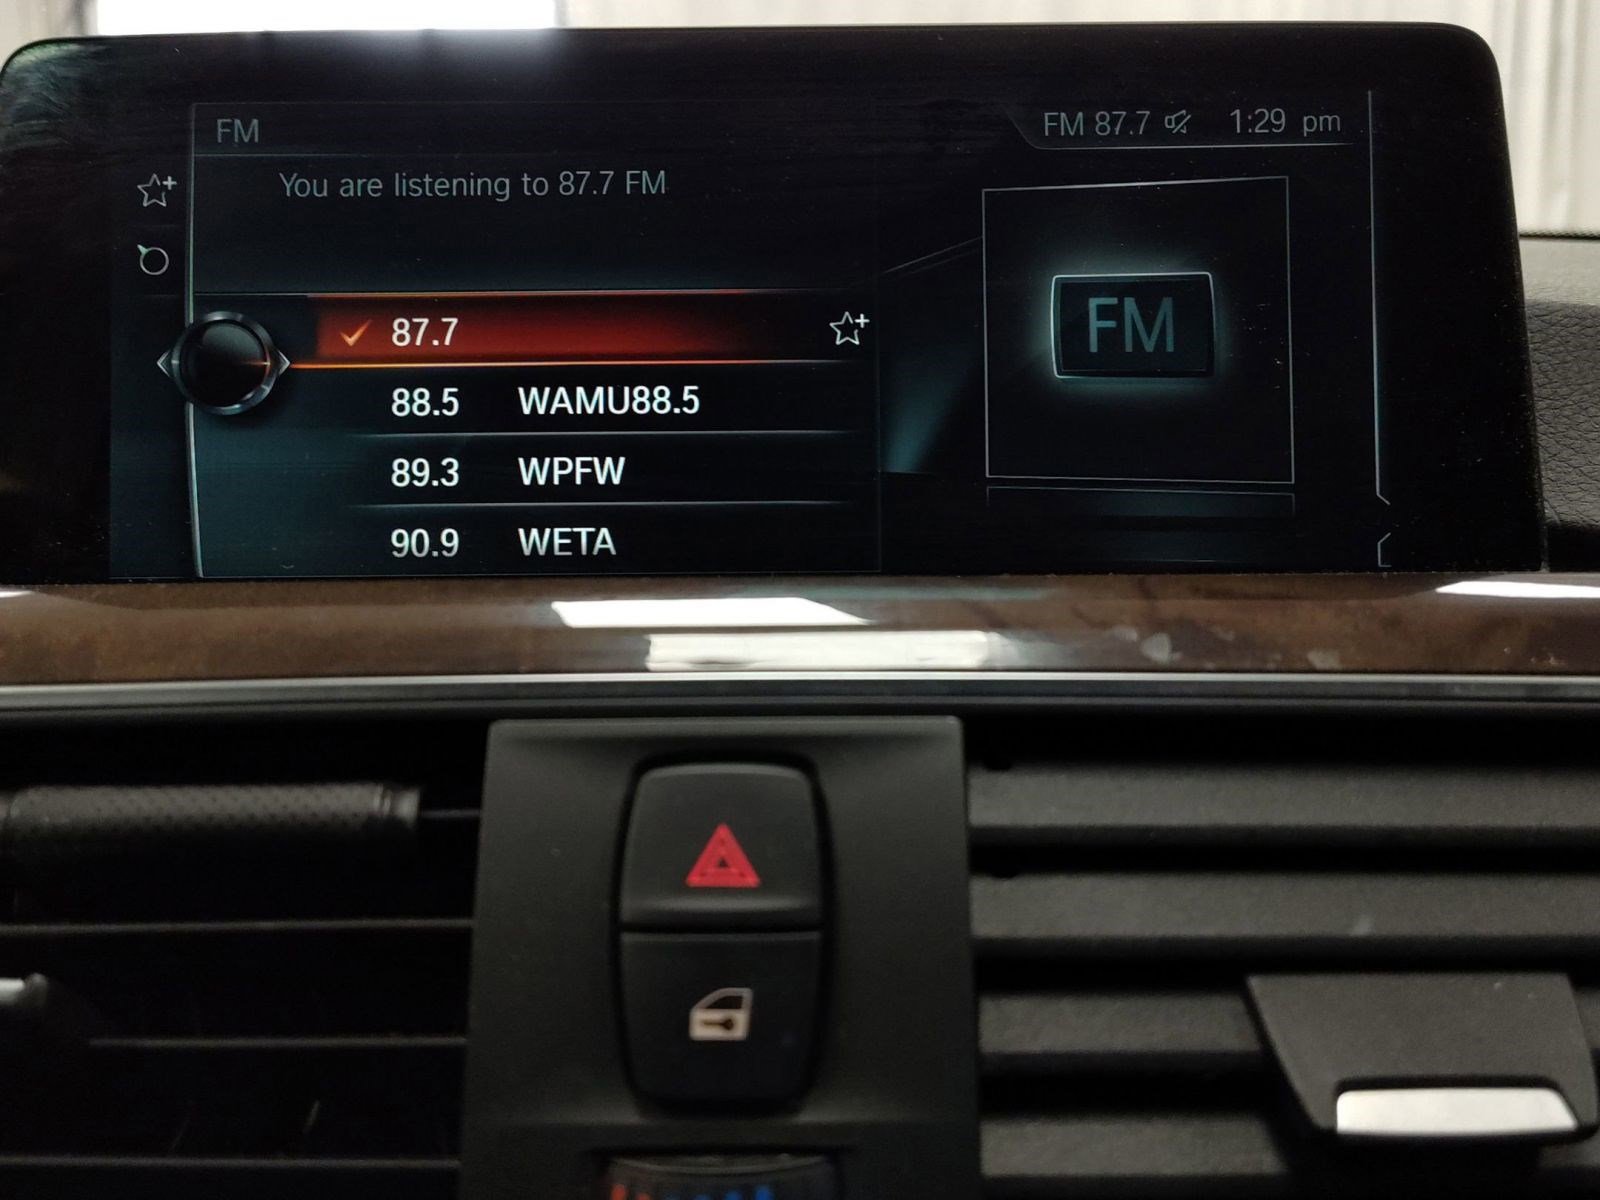 FM
FM 87.7 1:29 pm
You are listening to 87.7 FM
87.7
88.5 WAMU88.5
89.3 WPFW
90.9 WETA
FM